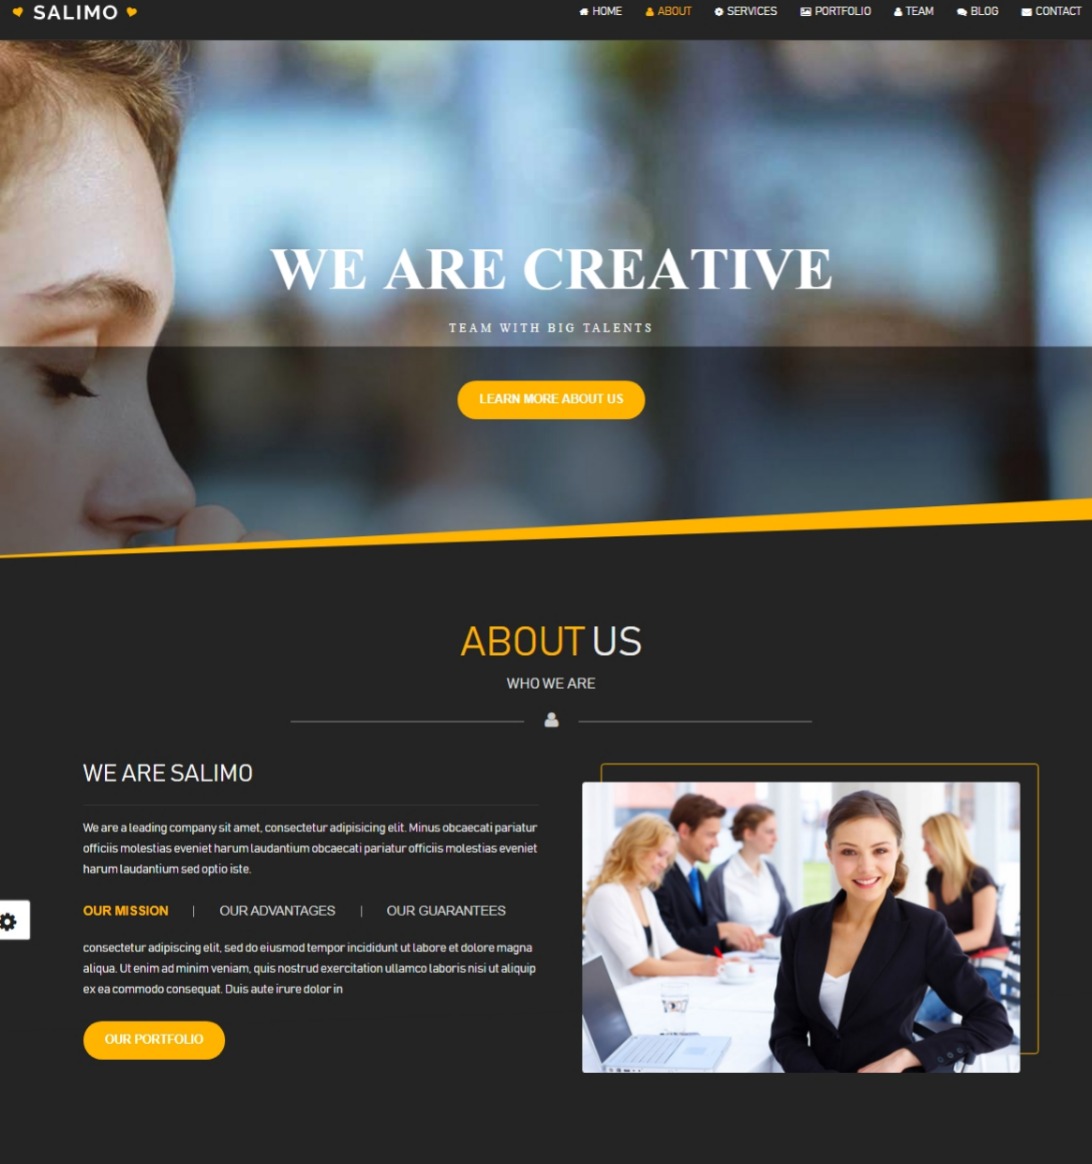 SALIMO
HOME ABOUT SERVICES PORTFOLIO TEAM BLOG CONTACT
WE ARE CREATIVE
TEAM WITH BIG TALENTS
LEARN MORE ABOUT US
ABOUT US
WHO WE ARE
WE ARE SALIMO
We are a leading company sit amet, consectetur adipisicing elit. Minus obcaecati pariatur
officiis molestias eveniet harum laudantium obcaecati pariatur officiis molestias eveniet
harum laudantium sed optio iste.
OUR MISSION | OUR ADVANTAGES | OUR GUARANTEES
consectetur adipiscing elit, sed do eiusmod tempor incididunt ut labore et dolore magna
aliqua. Ut enim ad minim veniam, quis nostrud exercitation ullamco laboris nisi ut aliquip
ex ea commodo consequat. Duis aute irure dolor in
OUR PORTFOLIO